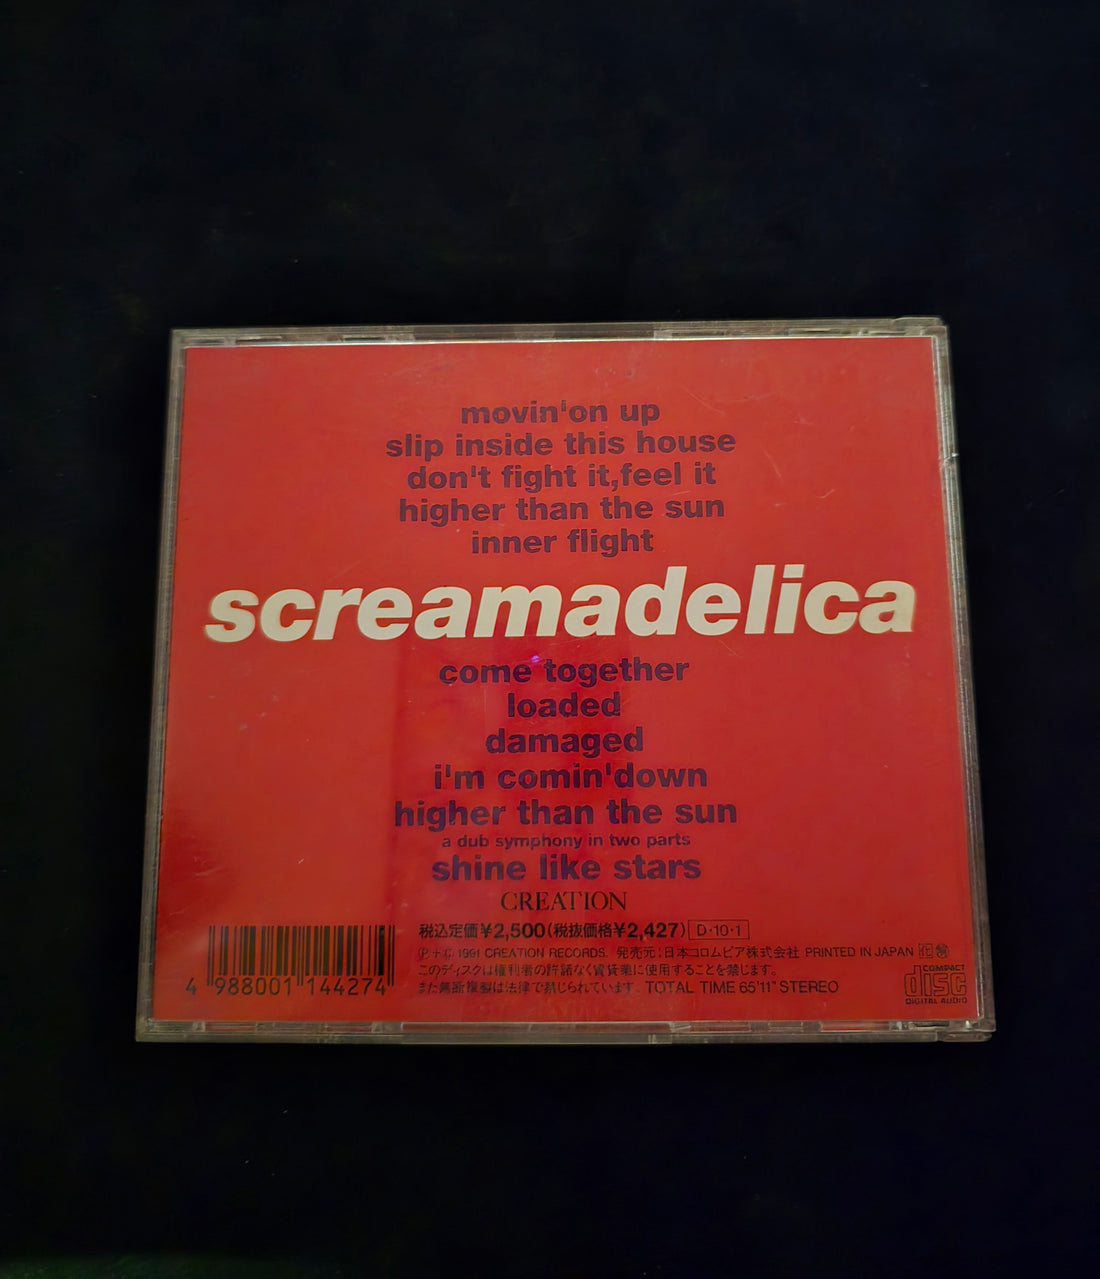 movin'on up
slip inside this house
don't fight it,feel it
higher than the sun
inner flight
screamadelica
come together
loaded
damaged
i'm comin'down
higher than the sun
a dub symphony in two parts
shine like stars
CREATION
税込定価¥2,500(税抜価格¥2,427) D·10·1
℗+© 1991 CREATION RECORDS. 発売元:日本コロムビア株式会社 PRINTED IN JAPAN
このディスクは権利者の許諾なく賃貸業に使用することを禁じます。
また無断複製は法律で禁じられています。 TOTAL TIME 65'11" STEREO
4 988001 144274
COMPACT
disc
DIGITAL AUDIO